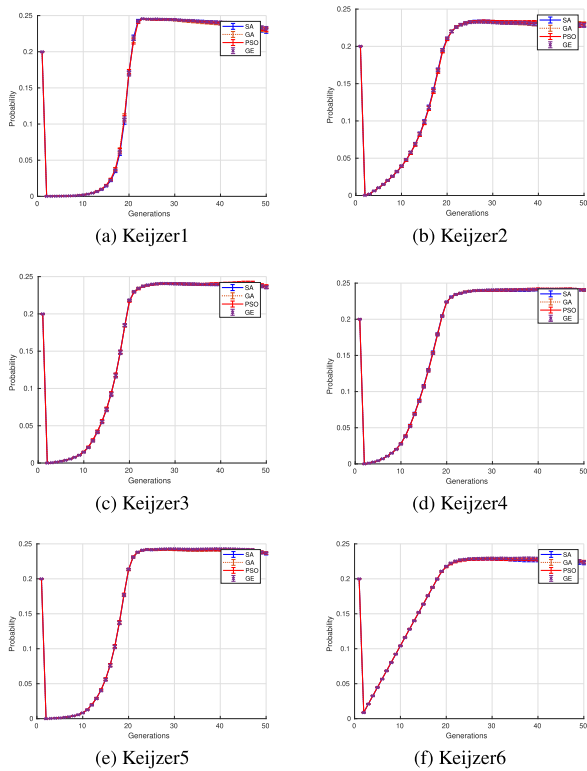 0.25
0.2
0.15
0.1
0.05
0
Probability
0 10 20 30 40 50
Generations
SA
GA
PSO
GE
(a) Keijzer1
0.25
0.2
0.15
0.1
0.05
0
Probability
0 10 20 30 40 50
Generations
SA
GA
PSO
GE
(b) Keijzer2
0.25
0.2
0.15
0.1
0.05
0
Probability
0 10 20 30 40 50
Generations
SA
GA
PSO
GE
(c) Keijzer3
0.25
0.2
0.15
0.1
0.05
0
Probability
0 10 20 30 40 50
Generations
SA
GA
PSO
GE
(d) Keijzer4
0.25
0.2
0.15
0.1
0.05
0
Probability
0 10 20 30 40 50
Generations
SA
GA
PSO
GE
(e) Keijzer5
0.25
0.2
0.15
0.1
0.05
0
Probability
0 10 20 30 40 50
Generations
SA
GA
PSO
GE
(f) Keijzer6